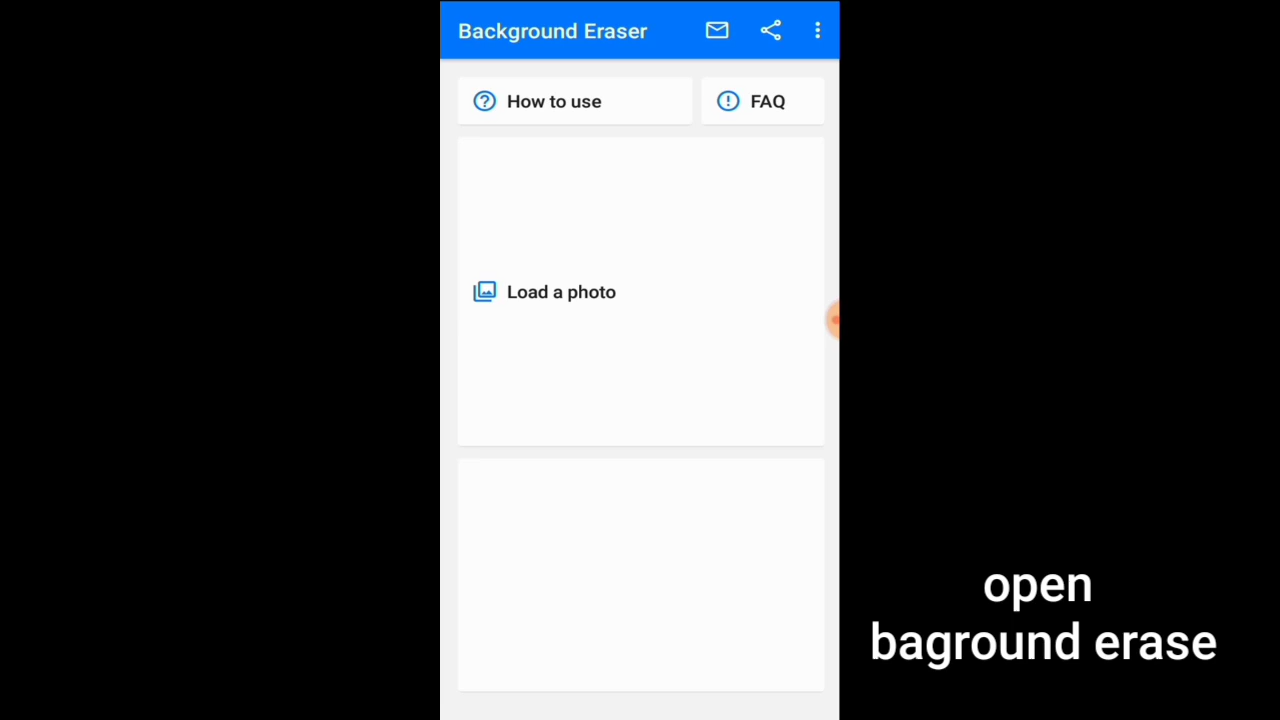 Background Eraser
How to use
FAQ
Load a photo
open
baground erase